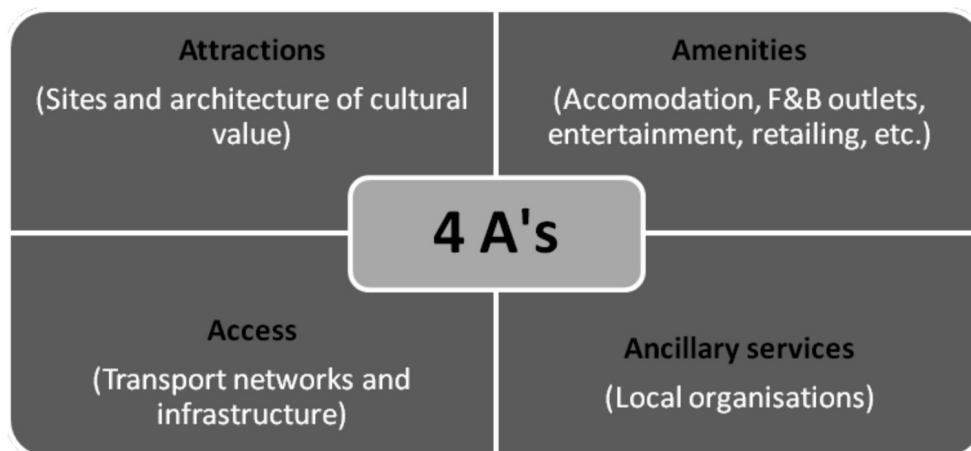 Attractions
(Sites and architecture of cultural
value)
Amenities
(Accomodation, F&B outlets,
entertainment, retailing, etc.)
4 A's
Access
(Transport networks and
infrastructure)
Ancillary services
(Local organisations)